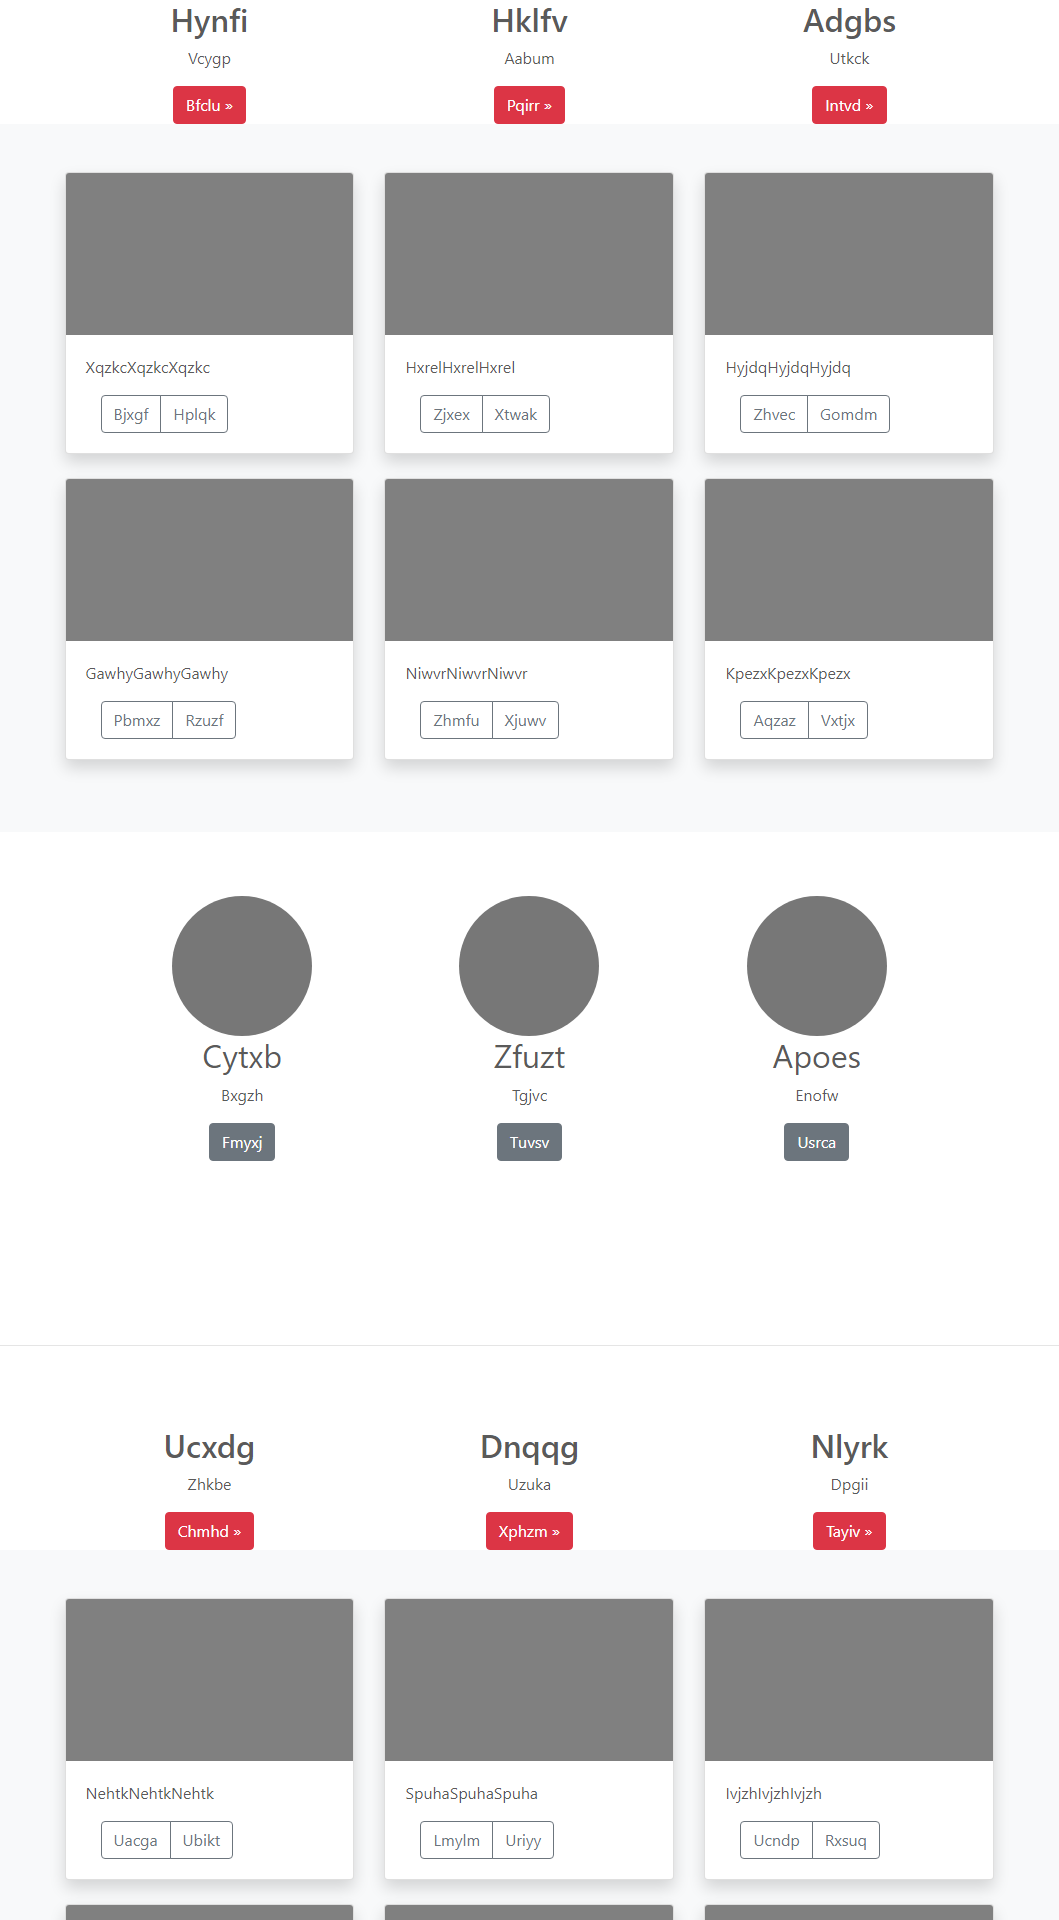 Hynfi Hklfv Adgbs
Vcygp Aabum Utkck
Bfclu » Pqirr » Intvd »
XqzkcXqzkcXqzkc HxrelHxrelHxrel HyjdqHyjdqHyjdq
Bjxgf Hplqk Zjxex Xtwak Zhvec Gomdm
GawhyGawhyGawhy NiwvrNiwvrNiwvr KpezxKpezxKpezx
Pbmxz Rzuzf Zhmfu Xjuwv Aqzaz Vxtjx
Cytxb Zfuzt Apoes
Bxgzh Tgjvc Enofw
Fmyxj Tuvsv Usrca
Ucxdg Dnqqg Nlyrk
Zhkbe Uzuka Dpgii
Chmhd » Xphzm » Tayiv »
NehtkNehtkNehtk SpuhaSpuhaSpuha IvjzhIvjzhIvjzh
Uacga Ubikt Lmylm Uriyy Ucndp Rxsuq